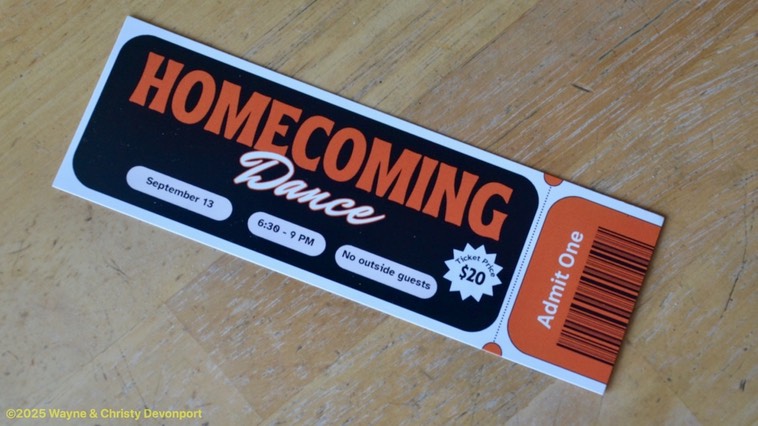 HOMECOMING
Dance
September 13
6:30 - 9 PM
No outside guests
Ticket Price
$20
Admit One
©2025 Wayne & Christy Devonport